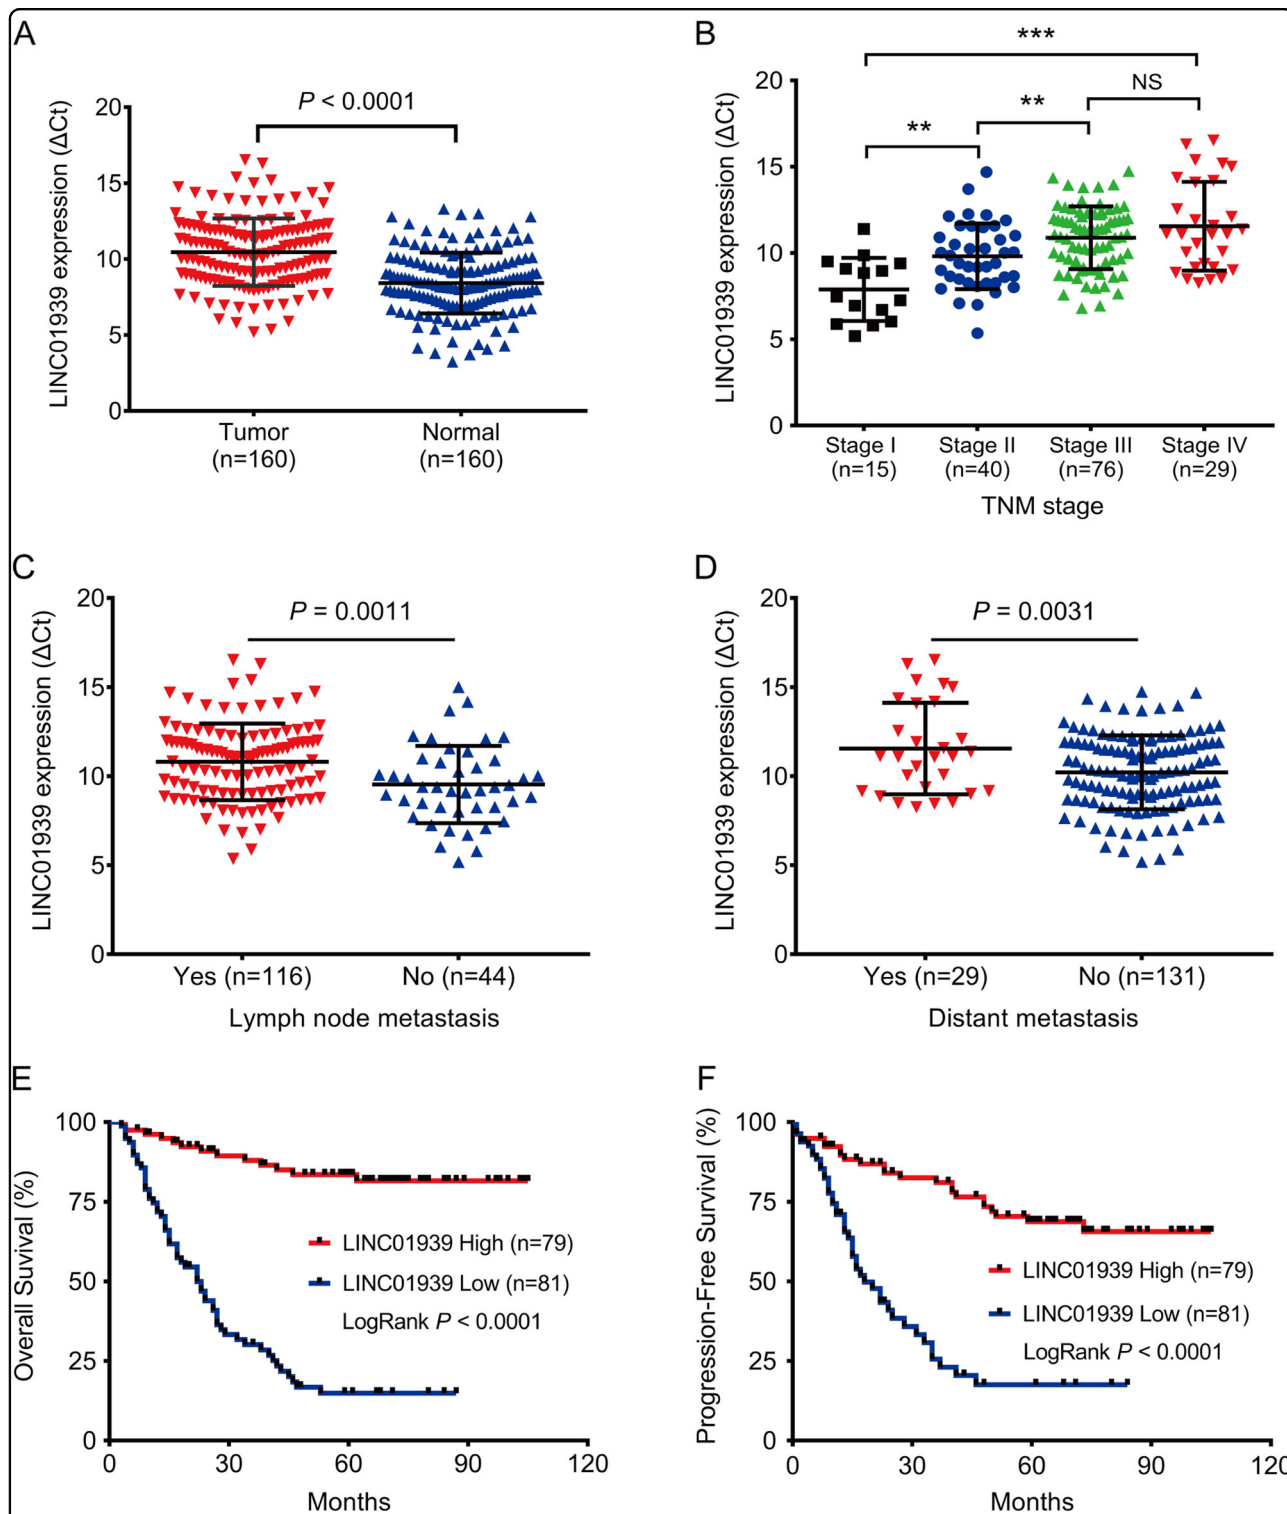 A
LINC01939 expression (ΔCt)
20
15
10
5
0
P < 0.0001
Tumor
(n=160)
Normal
(n=160)
B
LINC01939 expression (ΔCt)
20
15
10
5
0
***
**
**
NS
Stage I
(n=15)
Stage II
(n=40)
Stage III
(n=76)
Stage IV
(n=29)
TNM stage
C
LINC01939 expression (ΔCt)
20
15
10
5
0
P = 0.0011
Yes (n=116)
No (n=44)
Lymph node metastasis
D
LINC01939 expression (ΔCt)
20
15
10
5
0
P = 0.0031
Yes (n=29)
No (n=131)
Distant metastasis
E
Overall Suvival (%)
100
75
50
25
0
LINC01939 High (n=79)
LINC01939 Low (n=81)
LogRank P < 0.0001
0 30 60 90 120
Months
F
Progression-Free Survival (%)
100
75
50
25
0
LINC01939 High (n=79)
LINC01939 Low (n=81)
LogRank P < 0.0001
0 30 60 90 120
Months